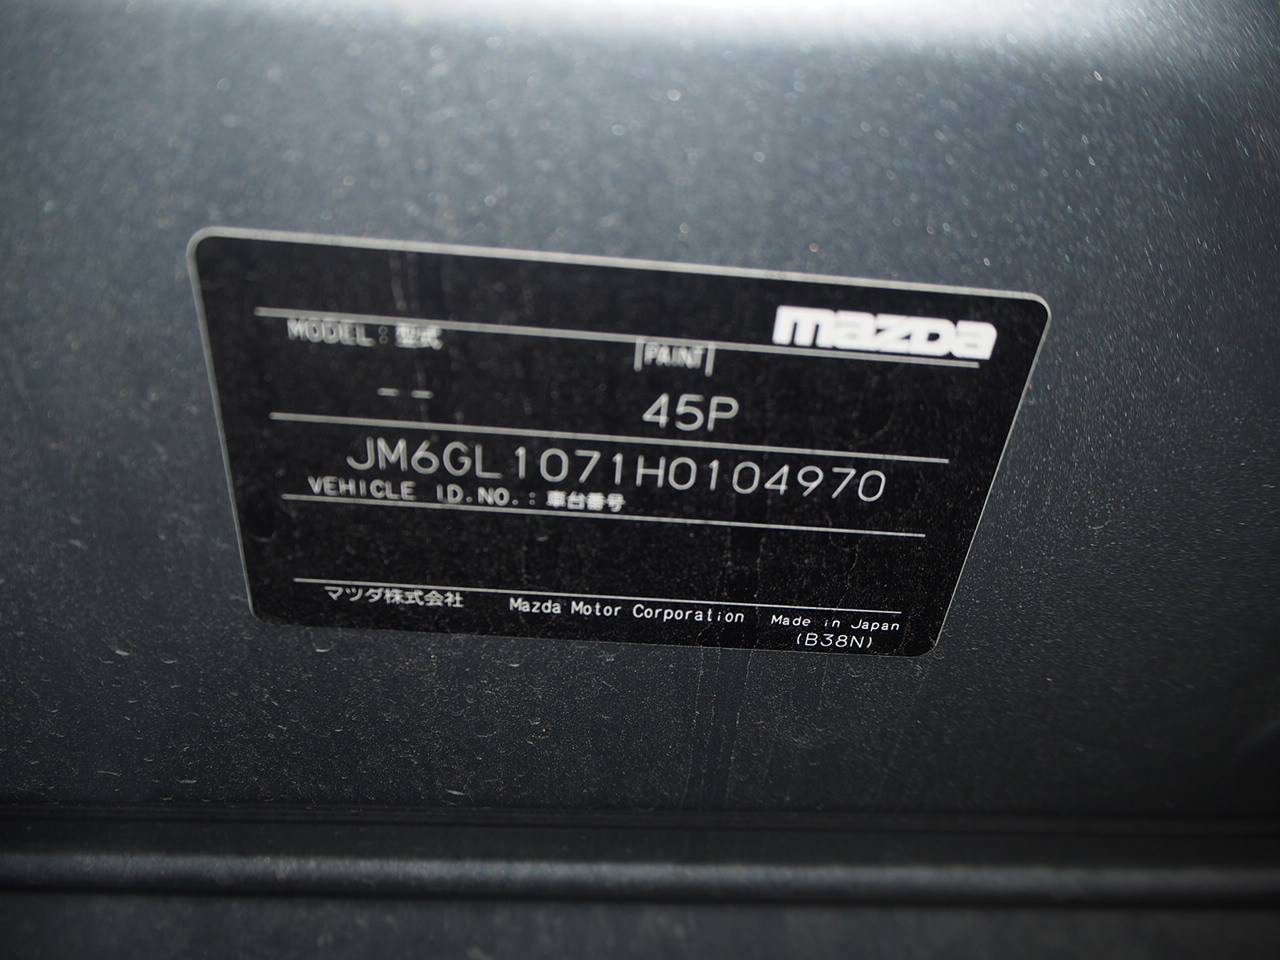 mazda
MODEL : 型式
PAINT
-- 45P
JM6GL1071H0104970
VEHICLE I.D.NO. : 車台番号
マツダ株式会社 Mazda Motor Corporation Made in Japan
(B38N)